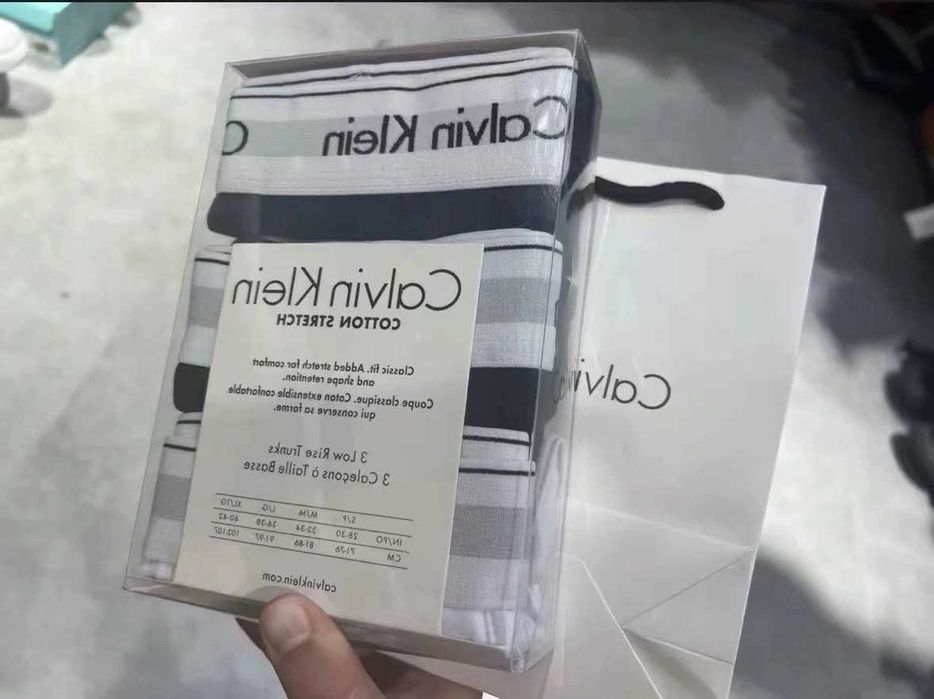 Calvin Klein C
Calvin Klein
COTTON STRETCH
Classic fit. Added stretch for comfort
and shape retention.
Coupe classique. Coton extensible confortable
qui conserve sa forme.
3 Low Rise Trunks
3 Caleçons à Taille Basse
S/P M/M L/G XL/TG
IN/PO 28-30 32-34 36-38 40-42
CM 71-76 81-86 91-97 102-107
calvinklein.com
Calvin